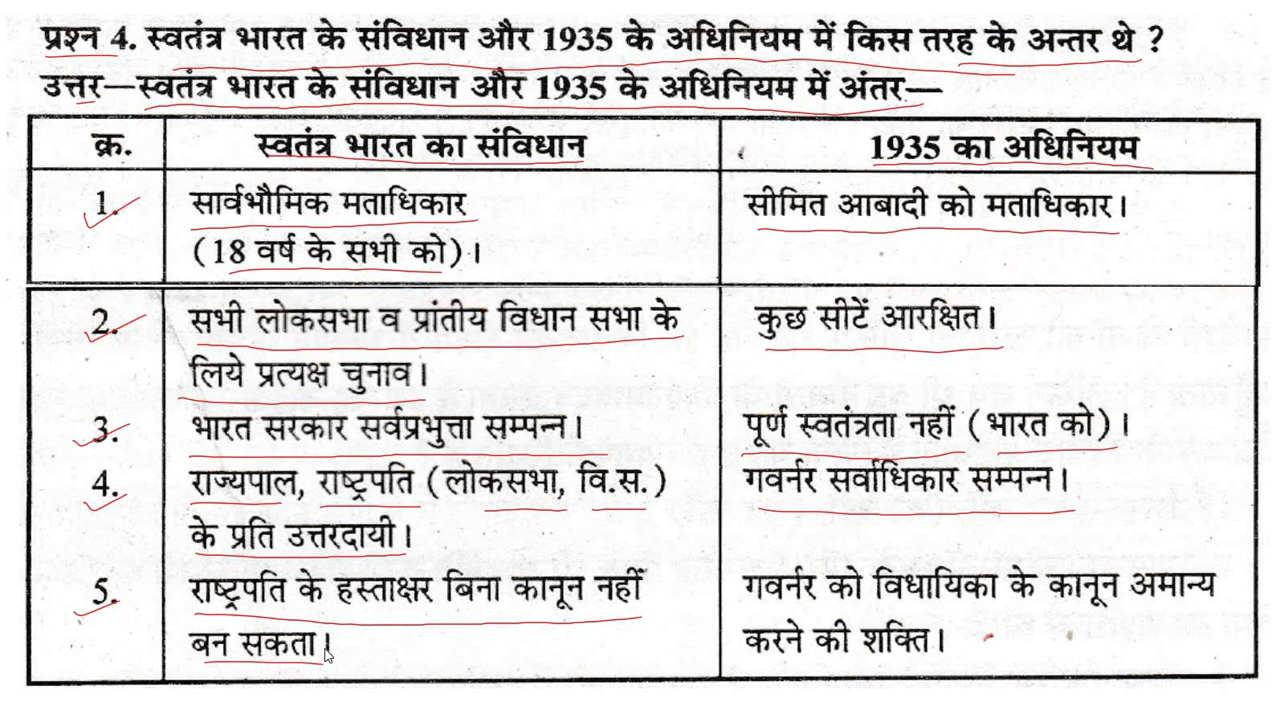 प्रश्न 4. स्वतंत्र भारत के संविधान और 1935 के अधिनियम में किस तरह के अन्तर थे ?
उत्तर—स्वतंत्र भारत के संविधान और 1935 के अधिनियम में अंतर—
क्र. स्वतंत्र भारत का संविधान 1935 का अधिनियम
1. सार्वभौमिक मताधिकार सीमित आबादी को मताधिकार।
(18 वर्ष के सभी को)।
2. सभी लोकसभा व प्रांतीय विधान सभा के कुछ सीटें आरक्षित।
लिये प्रत्यक्ष चुनाव।
3. भारत सरकार सर्वप्रभुत्ता सम्पन्न। पूर्ण स्वतंत्रता नहीं (भारत को)।
4. राज्यपाल, राष्ट्रपति (लोकसभा, वि.स.) गवर्नर सर्वाधिकार सम्पन्न।
के प्रति उत्तरदायी।
5. राष्ट्रपति के हस्ताक्षर बिना कानून नहीं गवर्नर को विधायिका के क़ानून अमान्य
बन सकता। करने की शक्ति।